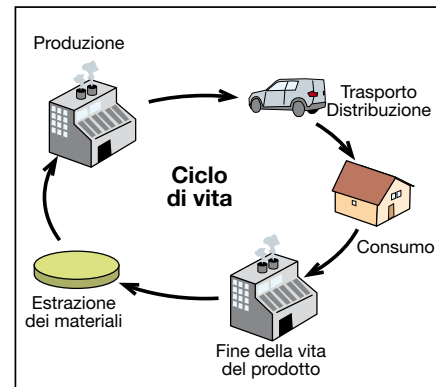 Produzione
Trasporto
Distribuzione
Ciclo
di vita
Consumo
Estrazione
dei materiali
Fine della vita
del prodotto